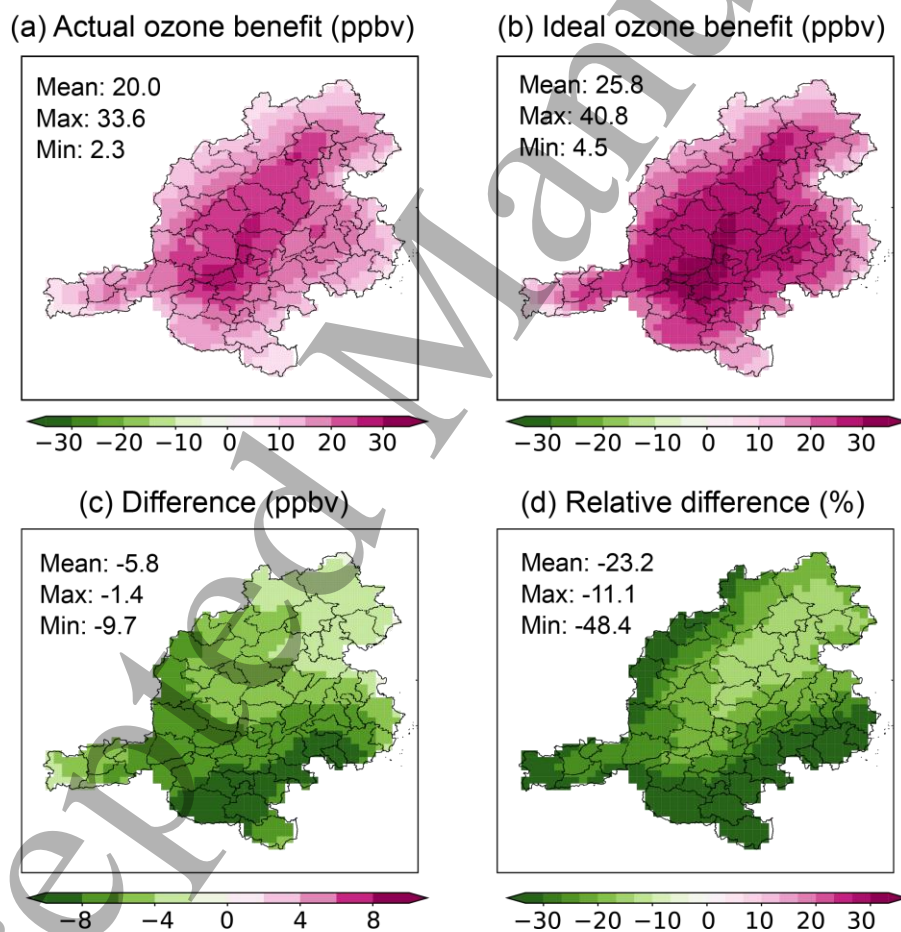 (a) Actual ozone benefit (ppbv)
Mean: 20.0
Max: 33.6
Min: 2.3
−30 −20 −10 0 10 20 30
(b) Ideal ozone benefit (ppbv)
Mean: 25.8
Max: 40.8
Min: 4.5
−30 −20 −10 0 10 20 30
(c) Difference (ppbv)
Mean: -5.8
Max: -1.4
Min: -9.7
−8 −4 0 4 8
(d) Relative difference (%)
Mean: -23.2
Max: -11.1
Min: -48.4
−30 −20 −10 0 10 20 30
cepted Manu